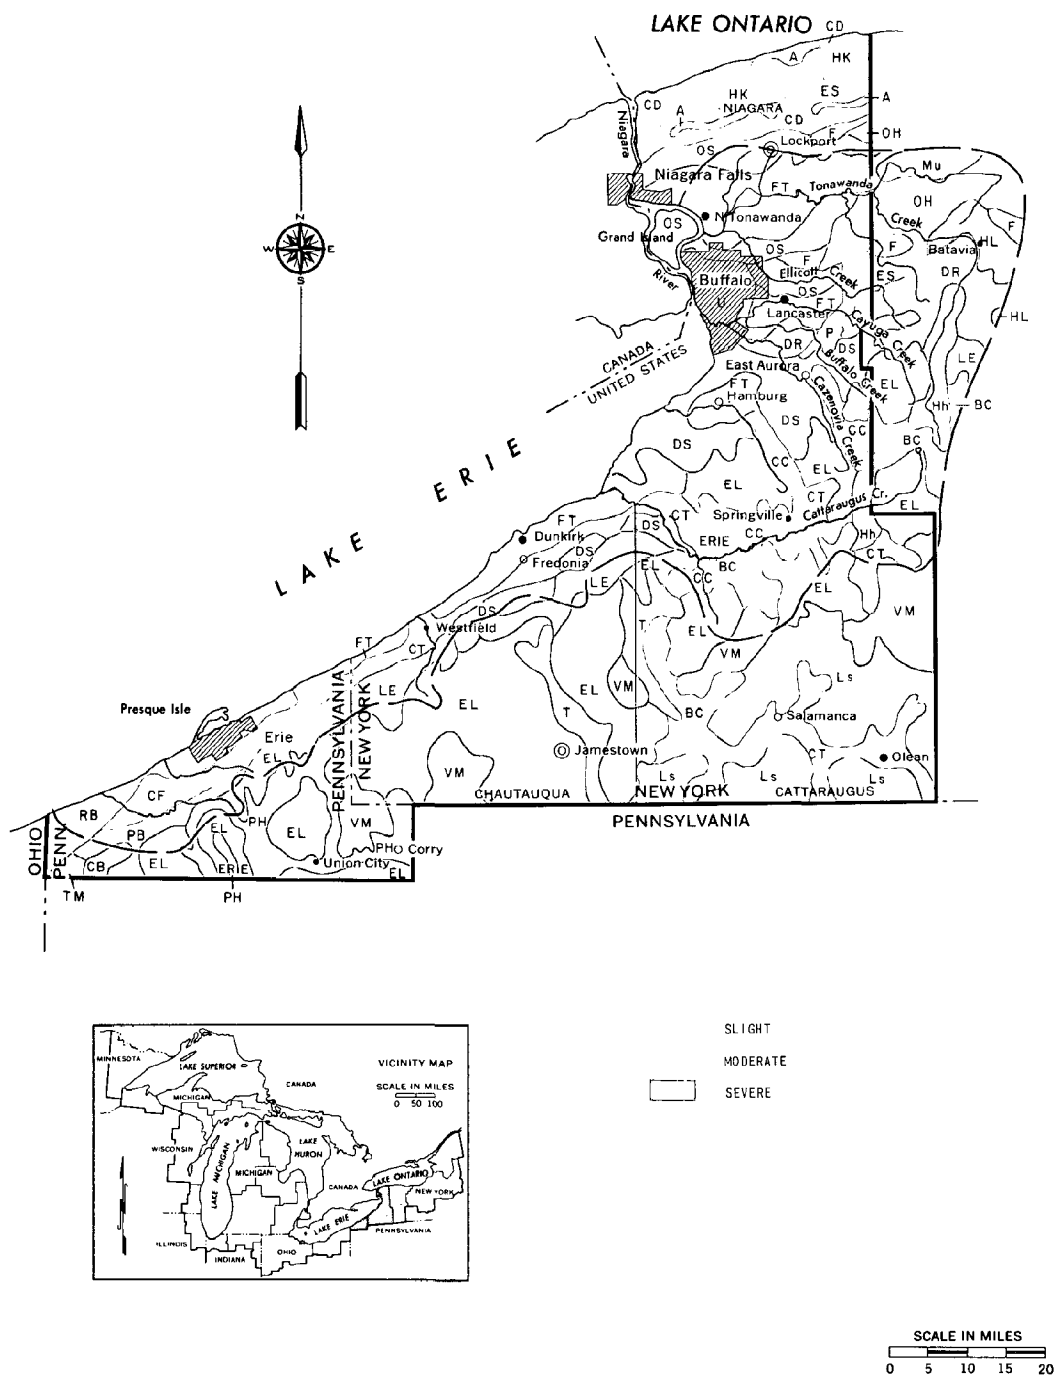 LAKE ONTARIO
CD
A
HK
HK
ES
A
CD
A
NIAGARA
CD
F
OH
Lockport
OS
Niagara
Niagara Falls
FT
Tonawanda
Mu
OH
Creek
F
OS
N Tonawanda
Grand Island
OS
F
Batavia
HL
F
Ellicott Creek
ES
DR
River
Buffalo
U
DS
FT
Lancaster
Cayuga Creek
HL
P
DS
DR
LE
CANADA
UNITED STATES
East Aurora
Buffalo Creek
EL
FT
Hamburg
Cazenovia Creek
Hh
BC
DS
CC
DS
BC
CC
EL
EL
CT
Cattaraugus Cr.
EL
LAKE ERIE
FT
CT
Springville
DS
Dunkirk
ERIE
CC
Hh
DS
Fredonia
EL
BC
CT
LE
CC
EL
VM
DS
T
EL
Westfield
VM
FT
CT
Ls
PENNSYLVANIA
NEW YORK
LE
EL
EL
VM
Presque Isle
T
BC
Salamanca
Erie
EL
Jamestown
CT
Olean
VM
Ls
Ls
Ls
CF
CHAUTAUQUA
NEW YORK
CATTARAUGUS
RB
PENNSYLVANIA
PB
EL
PH
EL
VM
OHIO
PENN.
CB
EL
ERIE
Union City
PH
Corry
EL
TM
PH
N
W
E
S
SLIGHT
MODERATE
SEVERE
VICINITY MAP
SCALE IN MILES
0 50 100
MINNESOTA
LAKE SUPERIOR
CANADA
MICHIGAN
WISCONSIN
LAKE MICHIGAN
MICHIGAN
LAKE HURON
CANADA
LAKE ONTARIO
NEW YORK
LAKE ERIE
PENNSYLVANIA
ILLINOIS
INDIANA
OHIO
SCALE IN MILES
0 5 10 15 20